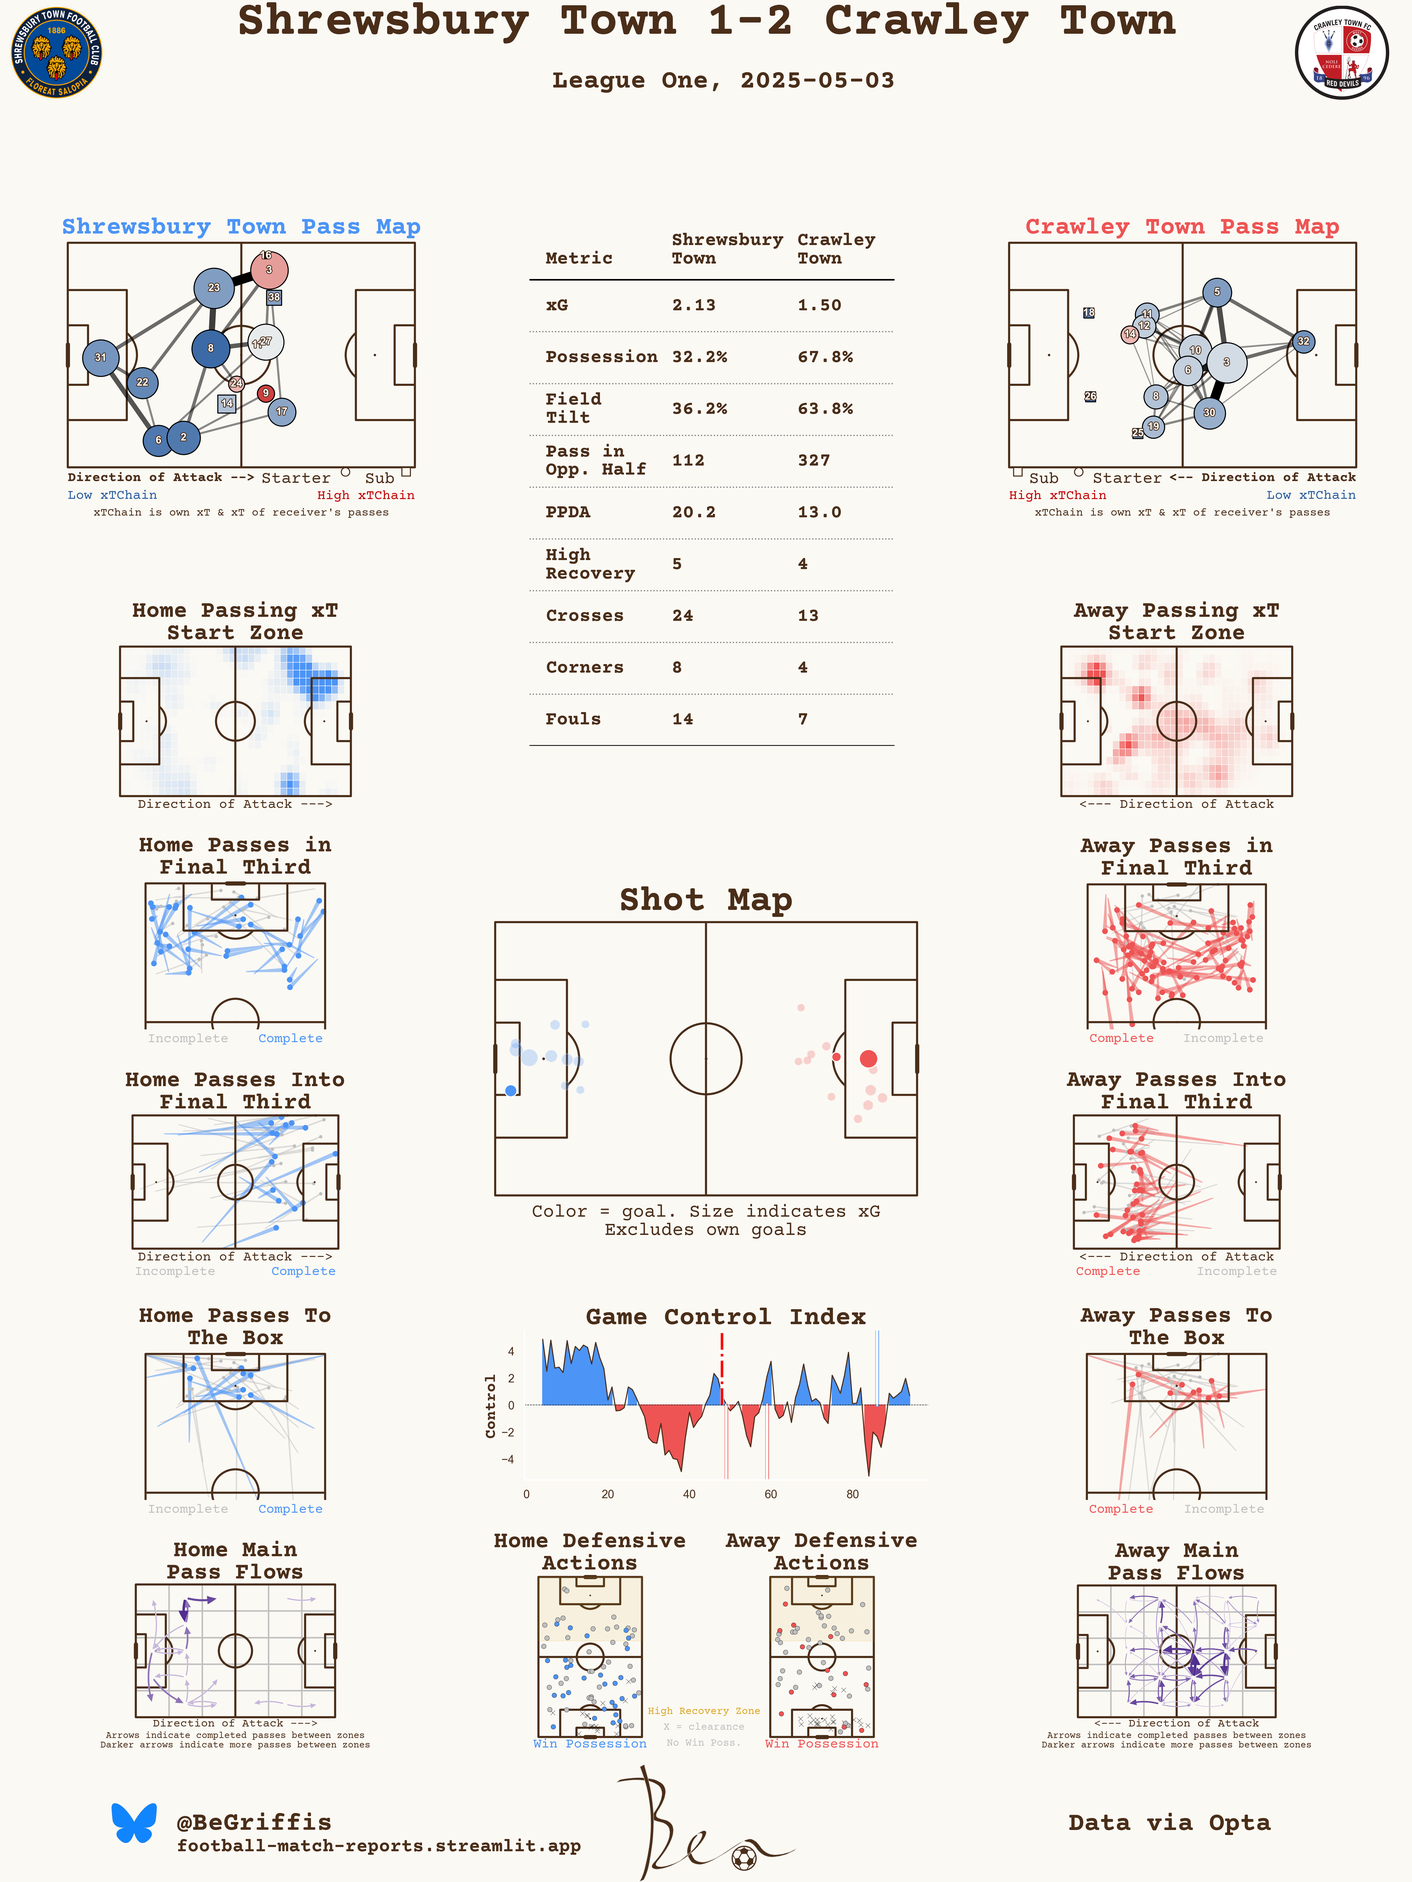 Shrewsbury Town 1-2 Crawley Town
League One, 2025-05-03
SHREWSBURY TOWN FOOTBALL CLUB
1886
FLOREAT SALOPIA
CRAWLEY TOWN FC
NOLI
CEDERE
18 96
RED DEVILS
Shrewsbury Town Pass Map
16
3
23
38
8
27
31
22
24
9
14
17
6
2
Direction of Attack --> Starter Sub
Low xTChain High xTChain
xTChain is own xT & xT of receiver's passes
Metric Shrewsbury Town Crawley Town
xG 2.13 1.50
Possession 32.2% 67.8%
Field Tilt 36.2% 63.8%
Pass in Opp. Half 112 327
PPDA 20.2 13.0
High Recovery 5 4
Crosses 24 13
Corners 8 4
Fouls 14 7
Crawley Town Pass Map
5
18
11
12
14
32
10
3
6
26
8
30
19
25
Sub Starter <-- Direction of Attack
High xTChain Low xTChain
xTChain is own xT & xT of receiver's passes
Home Passing xT
Start Zone
Direction of Attack --->
Away Passing xT
Start Zone
<--- Direction of Attack
Home Passes in
Final Third
Incomplete Complete
Away Passes in
Final Third
Complete Incomplete
Shot Map
Color = goal. Size indicates xG
Excludes own goals
Home Passes Into
Final Third
Direction of Attack --->
Incomplete Complete
Away Passes Into
Final Third
<--- Direction of Attack
Complete Incomplete
Home Passes To
The Box
Incomplete Complete
Game Control Index
Control
4
2
0
−2
−4
0 20 40 60 80
Away Passes To
The Box
Complete Incomplete
Home Main
Pass Flows
Direction of Attack --->
Arrows indicate completed passes between zones
Darker arrows indicate more passes between zones
Home Defensive
Actions
Win Possession
High Recovery Zone
X = clearance
No Win Poss.
Away Defensive
Actions
Win Possession
Away Main
Pass Flows
<--- Direction of Attack
Arrows indicate completed passes between zones
Darker arrows indicate more passes between zones
@BeGriffis
football-match-reports.streamlit.app
Ben
Data via Opta